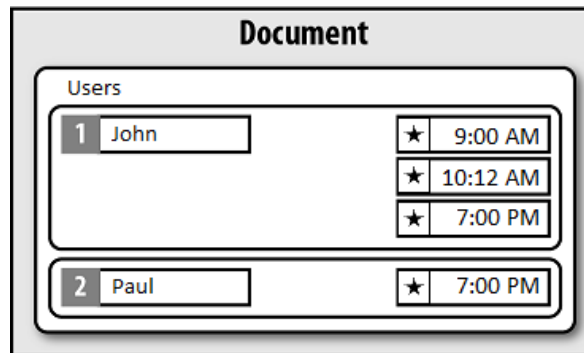 Document
Users
1 John ★ 9:00 AM
★ 10:12 AM
★ 7:00 PM
2 Paul ★ 7:00 PM